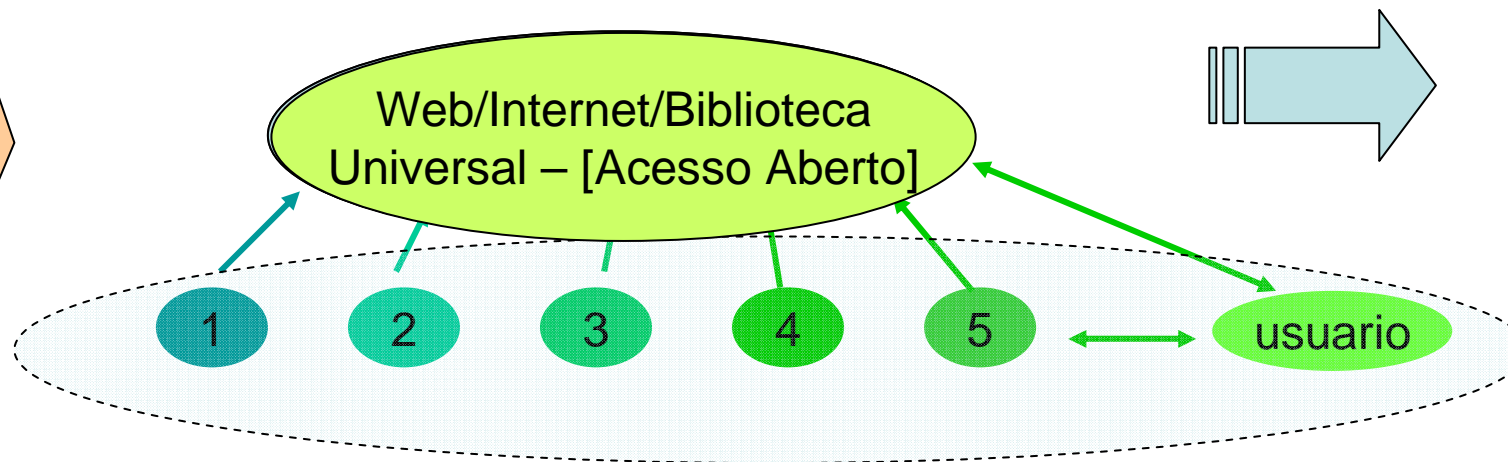 Web/Internet/Biblioteca
Universal – [Acesso Aberto]
1 2 3 4 5 usuario